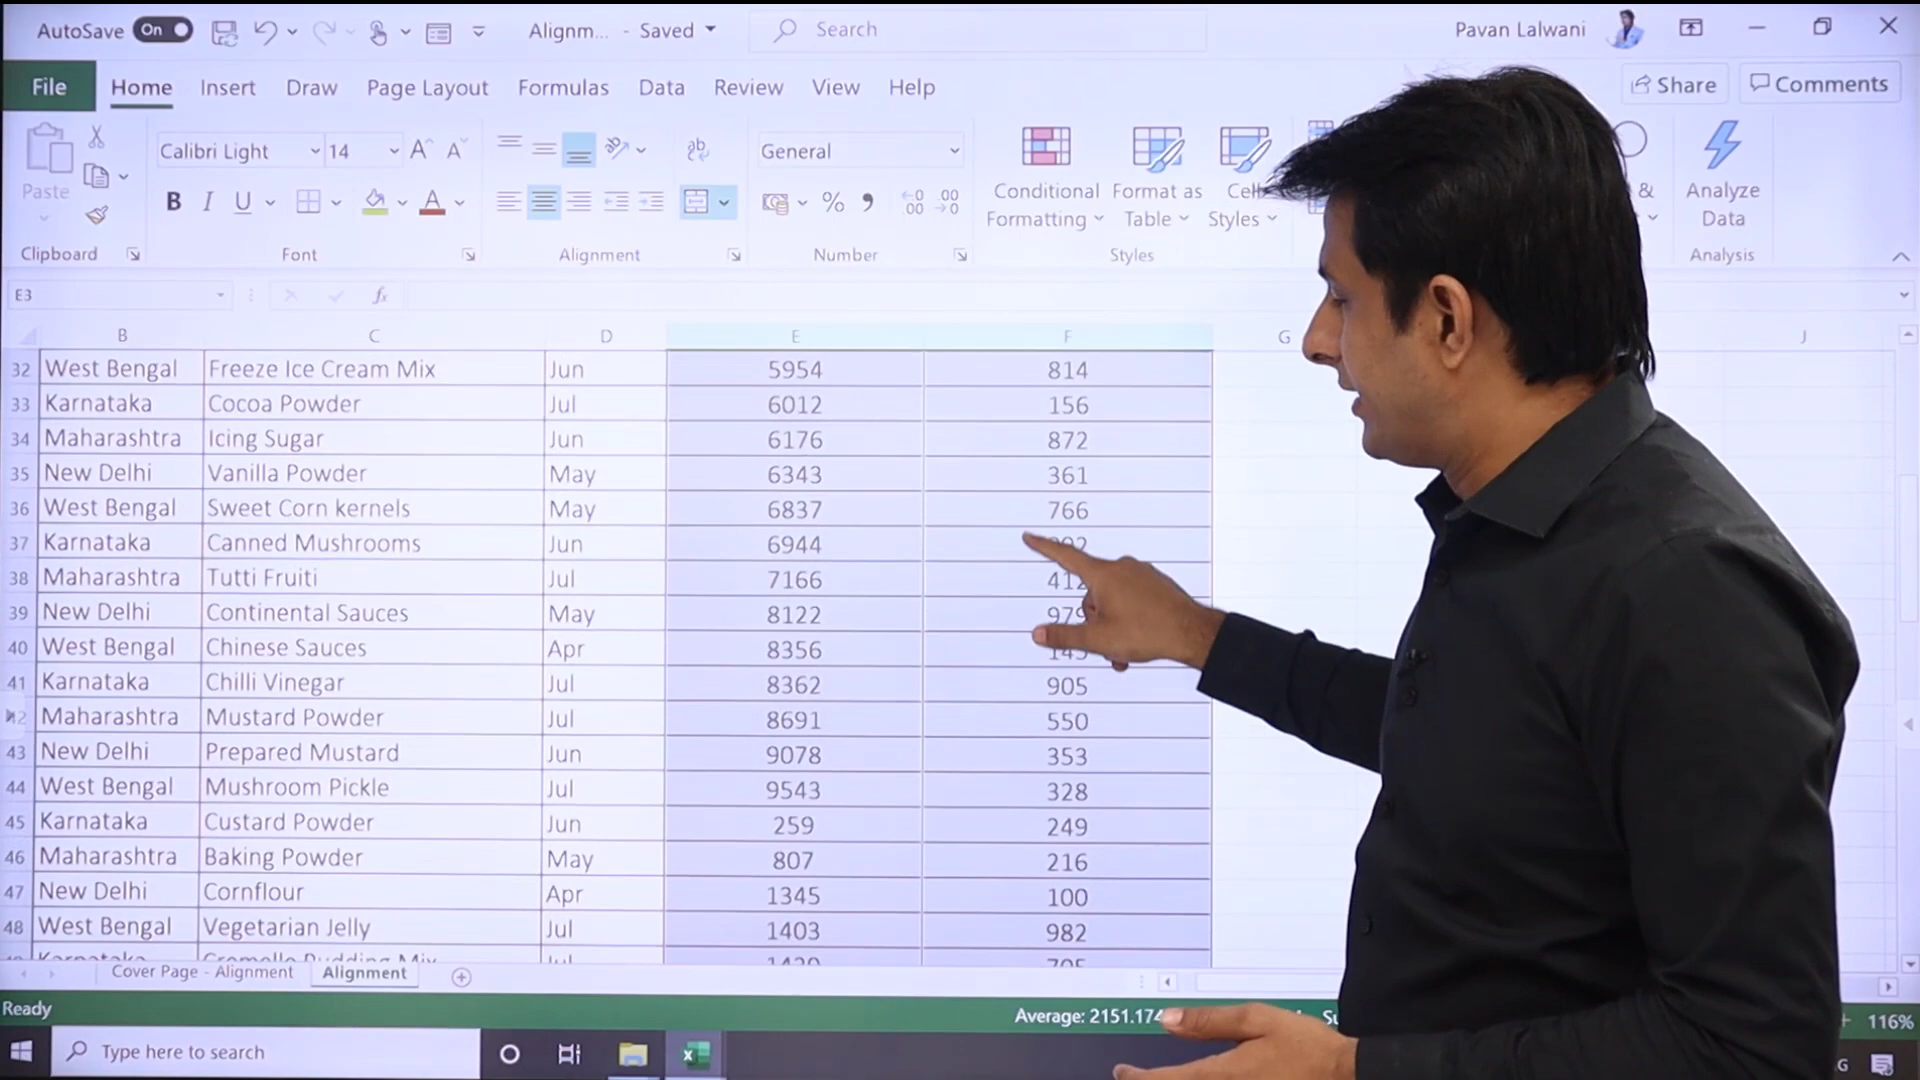 AutoSave On Alignm... - Saved Search Pavan Lalwani
File Home Insert Draw Page Layout Formulas Data Review View Help Share Comments
Paste Calibri Light 14 A A ab General Conditional Formatting Format as Table Cell Styles & Analyze Data
B I U A % 9 .00
Clipboard Font Alignment Number Styles Analysis
E3 fx
B C D E F G J
32 West Bengal Freeze Ice Cream Mix Jun 5954 814
33 Karnataka Cocoa Powder Jul 6012 156
34 Maharashtra Icing Sugar Jun 6176 872
35 New Delhi Vanilla Powder May 6343 361
36 West Bengal Sweet Corn kernels May 6837 766
37 Karnataka Canned Mushrooms Jun 6944
38 Maharashtra Tutti Fruiti Jul 7166 412
39 New Delhi Continental Sauces May 8122 979
40 West Bengal Chinese Sauces Apr 8356
41 Karnataka Chilli Vinegar Jul 8362 905
Maharashtra Mustard Powder Jul 8691 550
43 New Delhi Prepared Mustard Jun 9078 353
44 West Bengal Mushroom Pickle Jul 9543 328
45 Karnataka Custard Powder Jun 259 249
46 Maharashtra Baking Powder May 807 216
47 New Delhi Cornflour Apr 1345 100
48 West Bengal Vegetarian Jelly Jul 1403 982
Cover Page - Alignment Alignment
Ready Average: 2151.174 116%
Type here to search